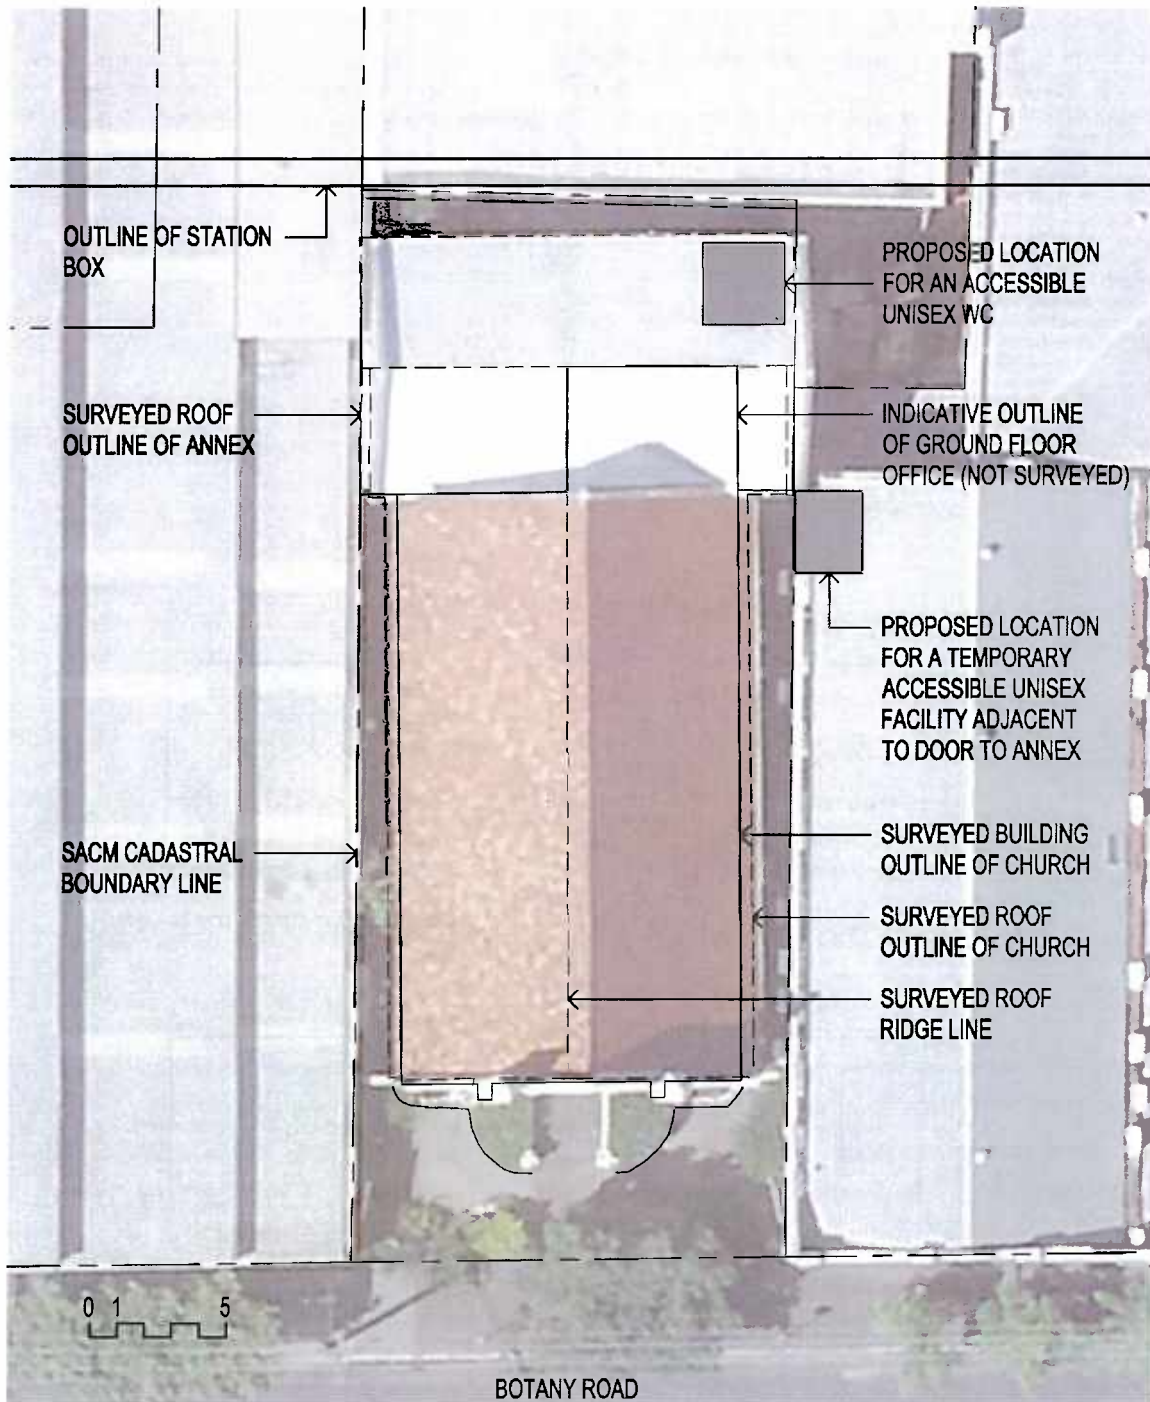 OUTLINE OF STATION
BOX
PROPOSED LOCATION
FOR AN ACCESSIBLE
UNISEX WC
SURVEYED ROOF
OUTLINE OF ANNEX
INDICATIVE OUTLINE
OF GROUND FLOOR
OFFICE (NOT SURVEYED)
PROPOSED LOCATION
FOR A TEMPORARY
ACCESSIBLE UNISEX
FACILITY ADJACENT
TO DOOR TO ANNEX
SACM CADASTRAL
BOUNDARY LINE
SURVEYED BUILDING
OUTLINE OF CHURCH
SURVEYED ROOF
OUTLINE OF CHURCH
SURVEYED ROOF
RIDGE LINE
0 1 5
BOTANY ROAD